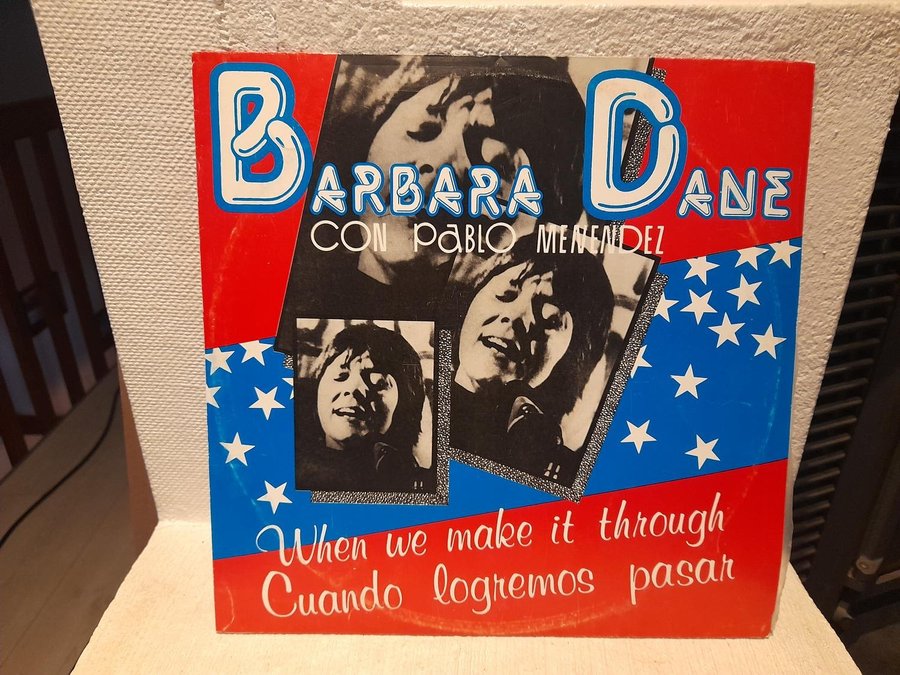 BARBARA DANE
CON PABLO MENENDEZ
When we make it through
Cuando logremos pasar